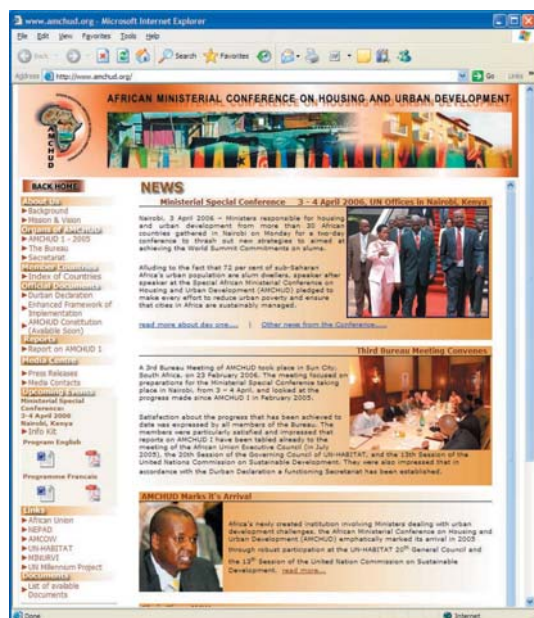 www.amchud.org - Microsoft Internet Explorer
File Edit View Favorites Tools Help
Back Search Favorites
Address http://www.amchud.org/ Go Links
AFRICAN MINISTERIAL CONFERENCE ON HOUSING AND URBAN DEVELOPMENT
AMCHUD
BACK HOME
About Us
Background
Mission & Vision
Organs of AMCHUD
AMCHUD 1 - 2005
The Bureau
Secretariat
Member Countries
Index of Countries
Official Documents
Durban Declaration
Enhanced Framework of
Implementation
AMCHUD Constitution
(Available Soon)
Reports
Report on AMCHUD 1
Media Centre
Press Releases
Media Contacts
Upcoming Events
Ministerial Special
Conference:
3-4 April 2006
Nairobi, Kenya
Info Kit
Program English
Programme Francais
Links
African Union
NEPAD
AMCOW
UN-HABITAT
MINURVI
UN Millennium Project
Documents
List of available
Documents
NEWS
Ministerial Special Conference 3 - 4 April 2006, UN Offices in Nairobi, Kenya
Nairobi, 3 April 2006 – Ministers responsible for housing
and urban development from more than 30 African
countries gathered in Nairobi on Monday for a top-day
conference to thrash out new strategies to aimed at
achieving the World Summit Commitments on slums.
Alluding to the fact that 72 per cent of sub-Saharan
Africa's urban population are slum dwellers, speaker after
speaker at the Special African Ministerial Conference on
Housing and Urban Development (AMCHUD) pledged to
make every effort to reduce urban poverty and ensure
that cities in Africa are sustainably managed.
read more about day one.... | Other news from the Conference.....
Third Bureau Meeting Convenes
A 3rd Bureau Meeting of AMCHUD took place in Sun City,
South Africa, on 23 February 2006. The meeting focused on
preparations for the Ministerial Special Conference taking
place in Nairobi, from 3 – 4 April, and looked at the
progress made since AMCHUD I in February 2005.
Satisfaction about the progress that has been achieved to
date was expressed by all members of the Bureau. The
members were particularly satisfied and impressed that
reports on AMCHUD I have been tabled already to the
meeting of the African Union Executive Council (in July
2005), the 20th Session of the Governing Council of UN-HABITAT, and the 13th Session of the
United Nations Commission on Sustainable Development. They were also impressed that in
accordance with the Durban Declaration a functioning Secretariat has been established.
AMCHUD Marks it's Arrival
Africa's newly created institution involving Ministers dealing with urban
development challenges, the African Ministerial Conference on Housing and
Urban Development (AMCHUD) emphatically marked its arrival in 2005
through robust participation at the UN-HABITAT 20th General Council and
the 13th Session of the United Nations Commission on Sustainable
Development. read more...
Done Internet